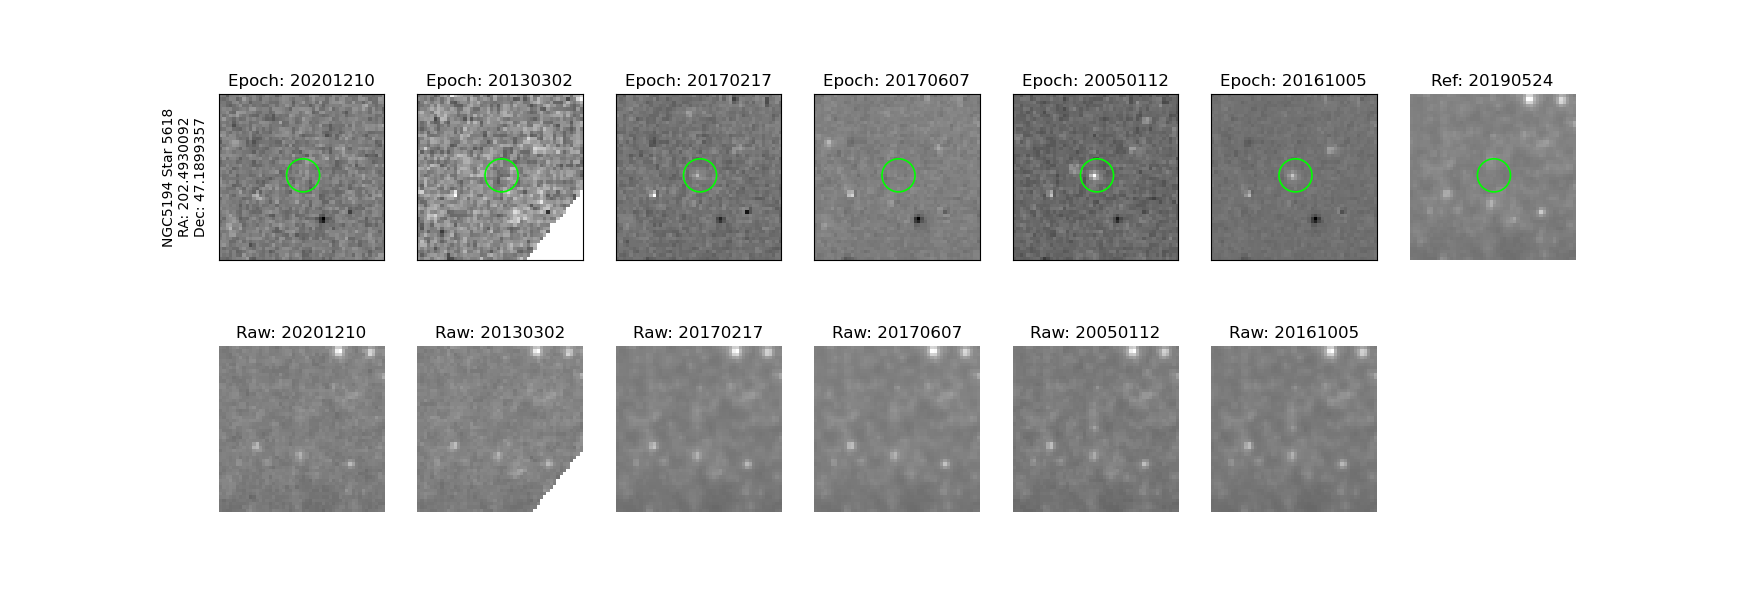 Epoch: 20201210
Epoch: 20130302
Epoch: 20170217
Epoch: 20170607
Epoch: 20050112
Epoch: 20161005
Ref: 20190524
NGC5194 Star 5618
RA: 202.4930092
Dec: 47.1899357
Raw: 20201210
Raw: 20130302
Raw: 20170217
Raw: 20170607
Raw: 20050112
Raw: 20161005